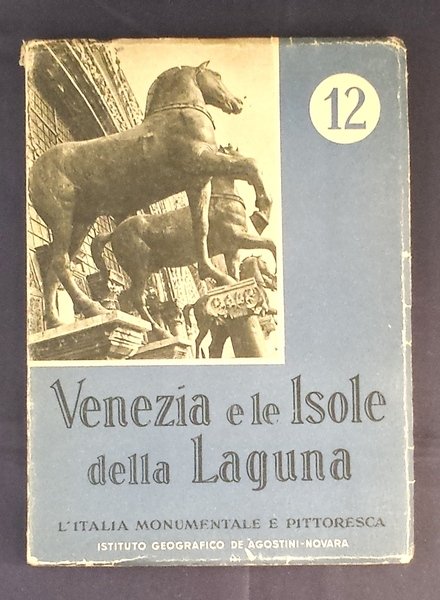 12
Venezia e le Isole
della Laguna
L'ITALIA MONUMENTALE E PITTORESCA
ISTITUTO GEOGRAFICO DE AGOSTINI-NOVARA